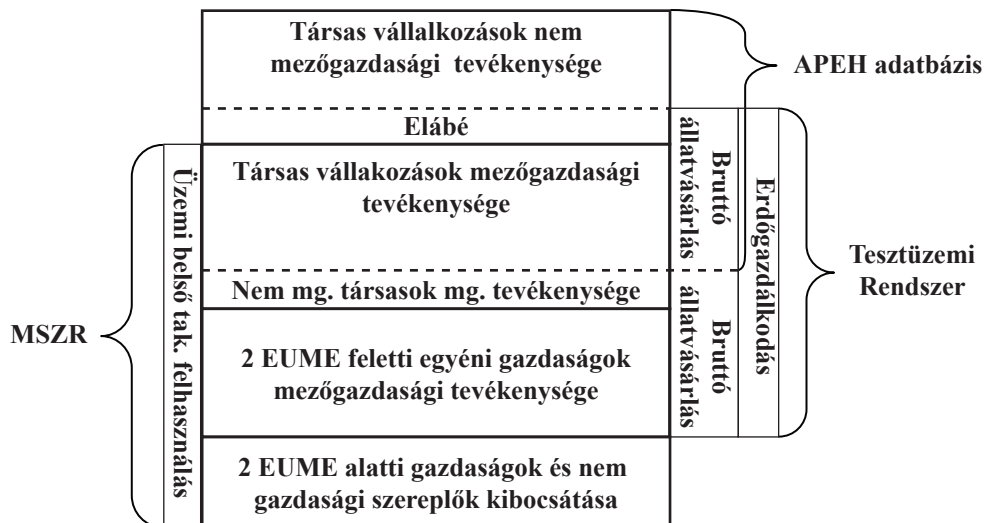 Társas vállalkozások nem
mezőgazdasági tevékenysége
APEH adatbázis
Elábé
Társas vállakozások mezőgazdasági
tevékenysége
Bruttó
állatvásárlás
Erdőgazdálkodás
Üzemi belső tak. felhasználás
Tesztüzemi
Rendszer
Nem mg. társasok mg. tevékenysége
MSZR
2 EUME feletti egyéni gazdaságok
mezőgazdasági tevékenysége
Bruttó
állatvásárlás
2 EUME alatti gazdaságok és nem
gazdasági szereplők kibocsátása